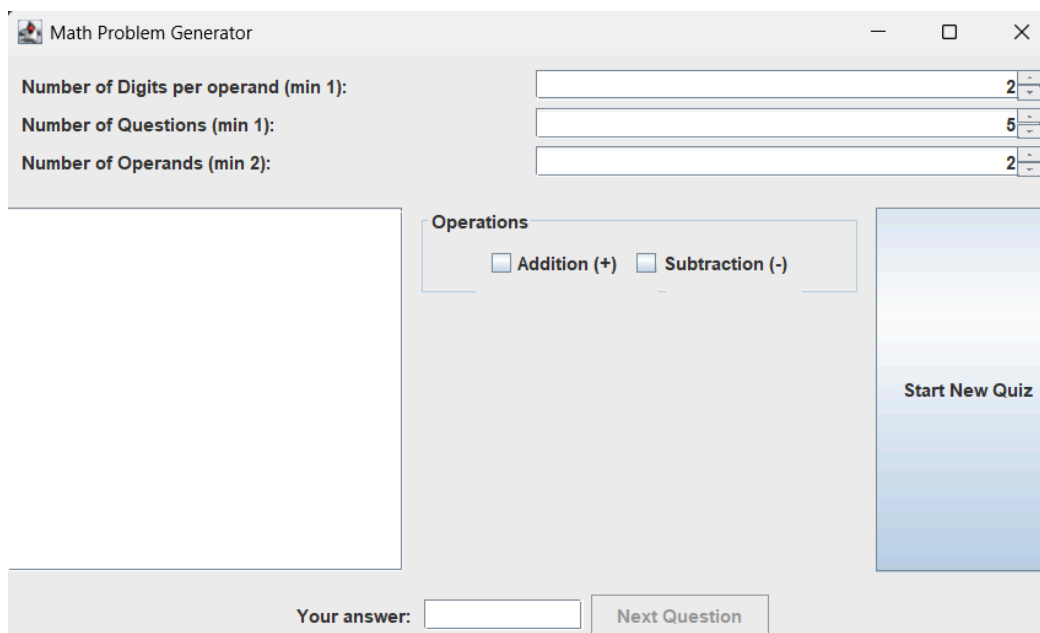 Math Problem Generator
Number of Digits per operand (min 1): 2
Number of Questions (min 1): 5
Number of Operands (min 2): 2
Operations
Addition (+) Subtraction (-)
Start New Quiz
Your answer: Next Question